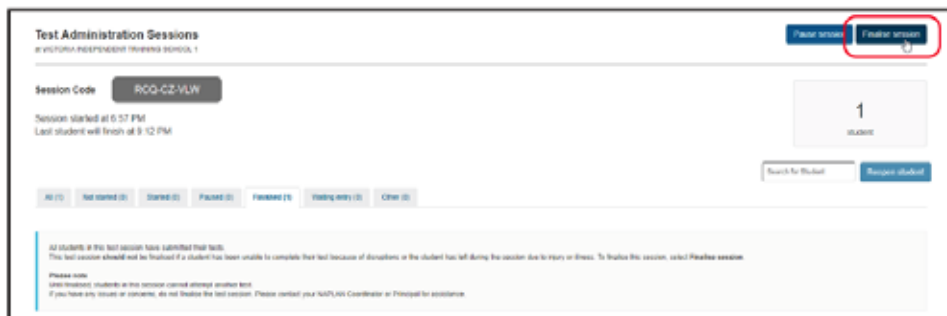 Test Administration Sessions
at VICTORIA INDEPENDENT TRAINING SCHOOL 1
Pause session
Finalise session
Session Code
RCQ-CZ-VLW
Session started at 6:57 PM
Last student will finish at 9:12 PM
1
student
Search for Student
Reopen student
All (1)
Not started (0)
Started (0)
Paused (0)
Finalised (1)
Waiting entry (0)
Other (0)
All students in this test session have submitted their tests.
This test session should not be finalised if a student has been unable to complete their test because of disruptions or the student has left during the session due to injury or illness. To finalise this session, select Finalise session.
Please note
Until finalised, students in this session cannot attempt another test.
If you have any issues or concerns, do not finalise the test session. Please contact your NAPLAN Coordinator or Principal for assistance.